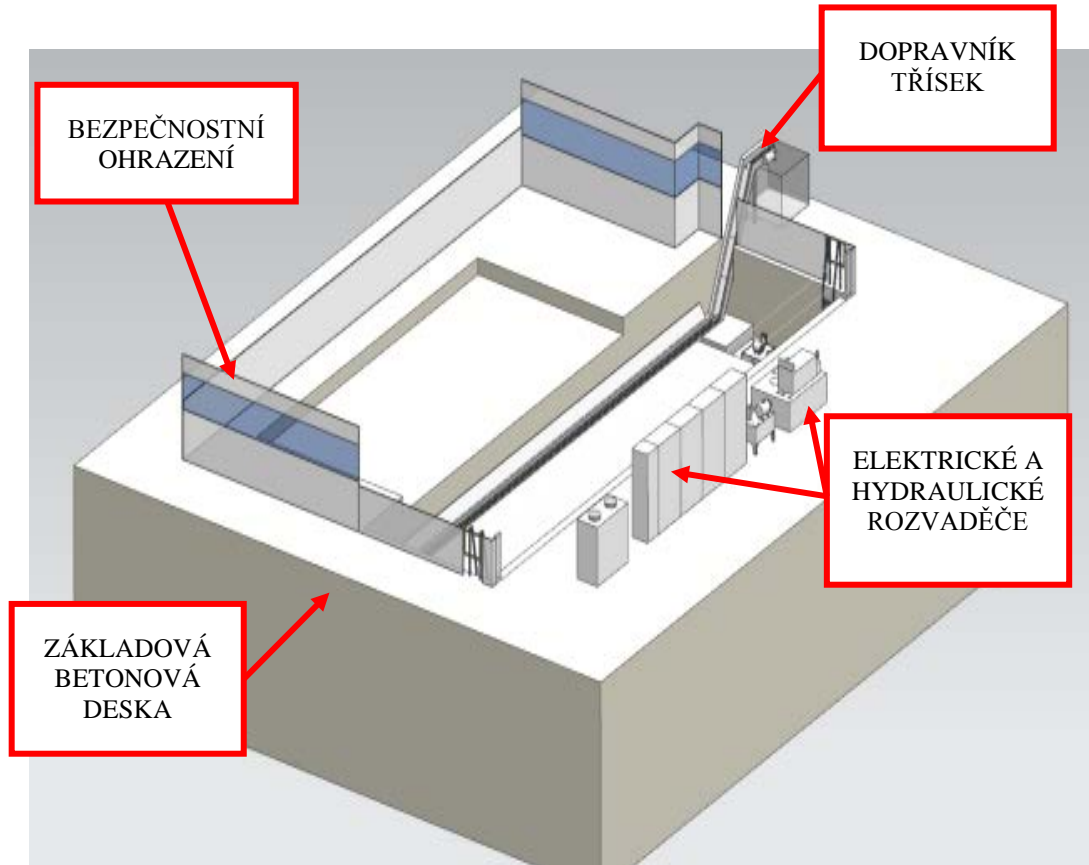 DOPRAVNÍK
TŘÍSEK
BEZPEČNOSTNÍ
OHRAZENÍ
ELEKTRICKÉ A
HYDRAULICKÉ
ROZVADĚČE
ZÁKLADOVÁ
BETONOVÁ
DESKA